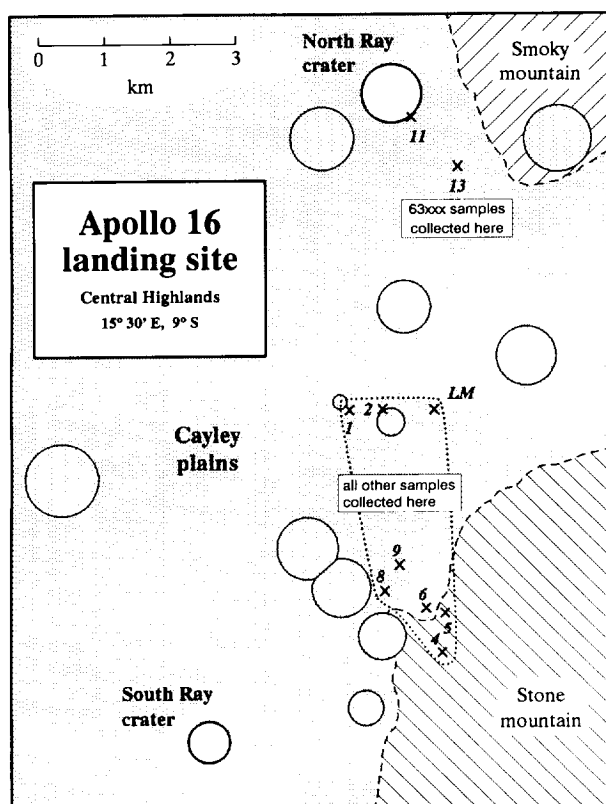 0 1 2 3
km
North Ray
crater
Smoky
mountain
11
13
63xxx samples
collected here
Apollo 16
landing site
Central Highlands
15° 30' E, 9° S
LM
1
2
Cayley
plains
all other samples
collected here
9
8
6
5
4
South Ray
crater
Stone
mountain